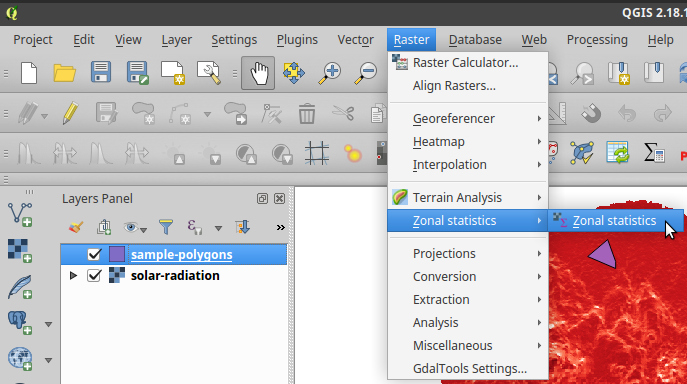 QGIS 2.18.1
Project Edit View Layer Settings Plugins Vector Raster Database Web Processing Help
Raster Calculator...
Align Rasters...
Georeferencer
Heatmap
Interpolation
Terrain Analysis
Zonal statistics
Zonal statistics
Projections
Conversion
Extraction
Analysis
Miscellaneous
GdalTools Settings...
Layers Panel
sample-polygons
solar-radiation